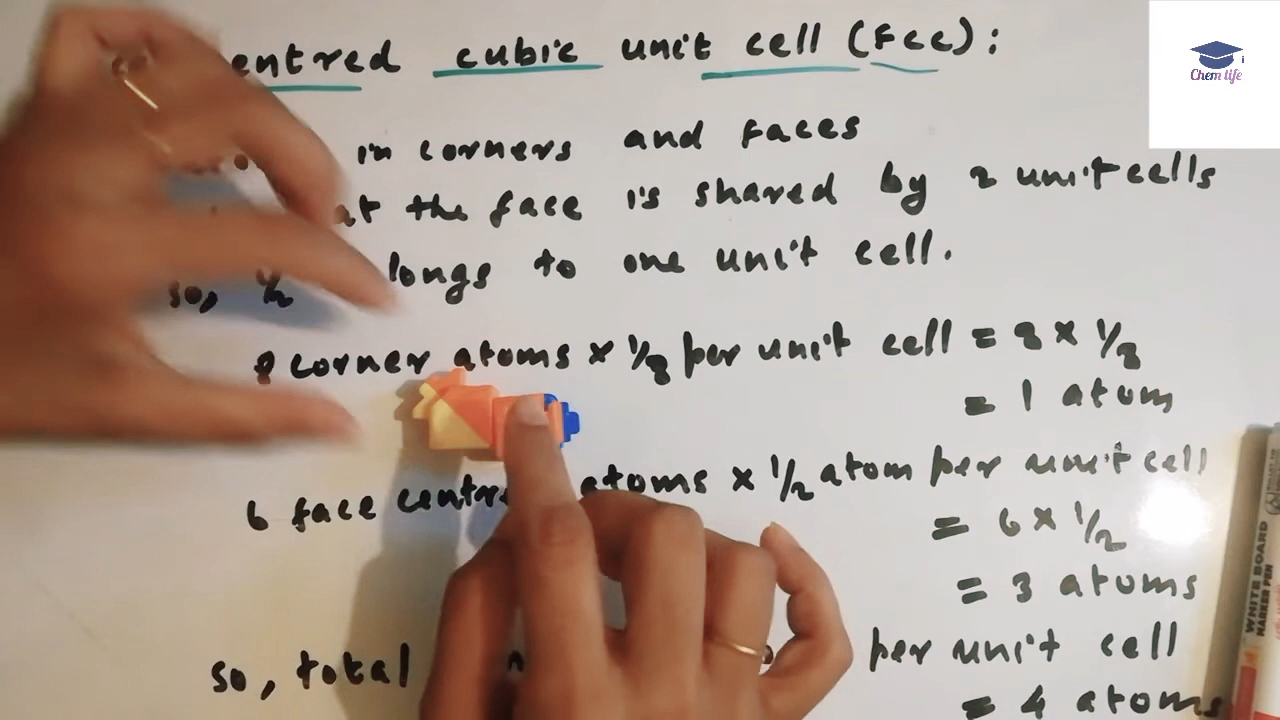 entred cubic unit cell (Fcc):
in corners and faces
at the face is shared by 2 unit cells
so, 1/2 longs to one unit cell.
8 corner atoms × 1/8 per unit cell = 8 × 1/8
= 1 atom
6 face centre atoms × 1/2 atom per unit cell
= 6 × 1/2
= 3 atoms
so, total per unit cell
= 4 atoms
Chem life
WHITE BOARD
MARKER PEN